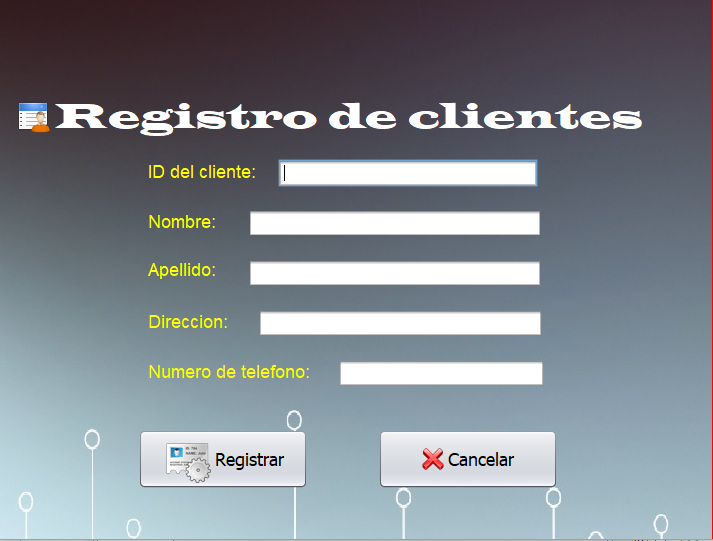 Registro de clientes
ID del cliente:
Nombre:
Apellido:
Direccion:
Numero de telefono:
Registrar
Cancelar